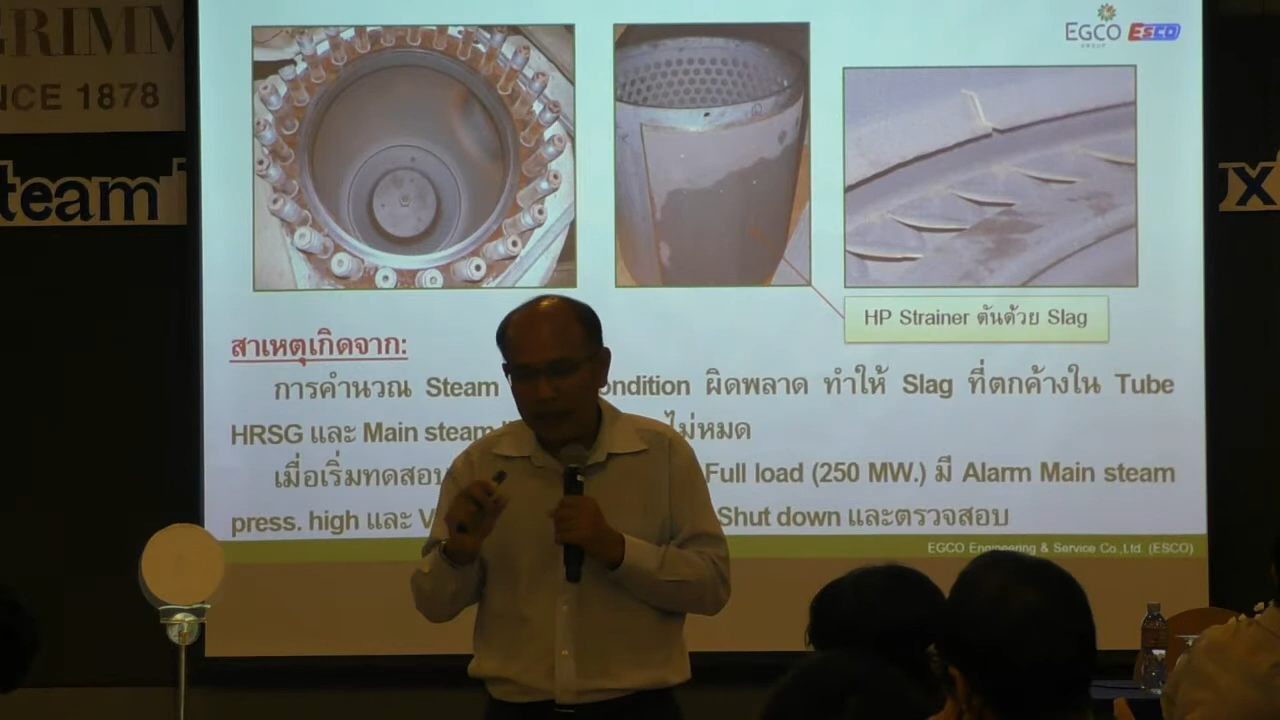 GRIMM
NCE 1878
team
ux
EGCO
GROUP
ESCO
HP Strainer ตันด้วย Slag
สาเหตุเกิดจาก:
การคำนวณ Steam ondition ผิดพลาด ทำให้ Slag ที่ตกค้างใน Tube
HRSG และ Main steam ไม่หมด
เมื่อเริ่มทดสอบ Full load (250 MW.) มี Alarm Main steam
press. high และ V Shut down และตรวจสอบ
EGCO Engineering & Service Co.,Ltd. (ESCO)